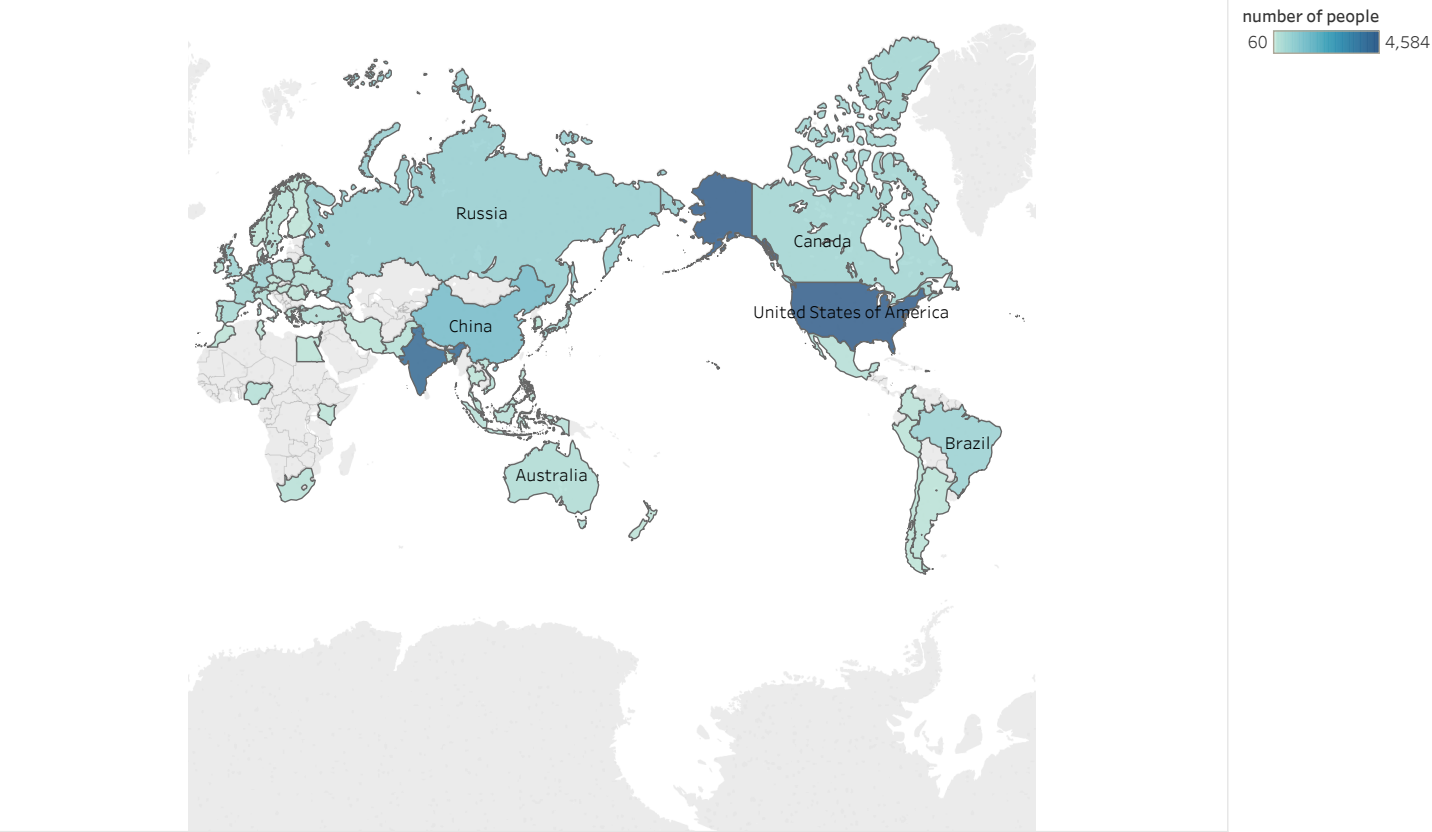 number of people
60 4,584
Russia
Canada
United States of America
China
Brazil
Australia